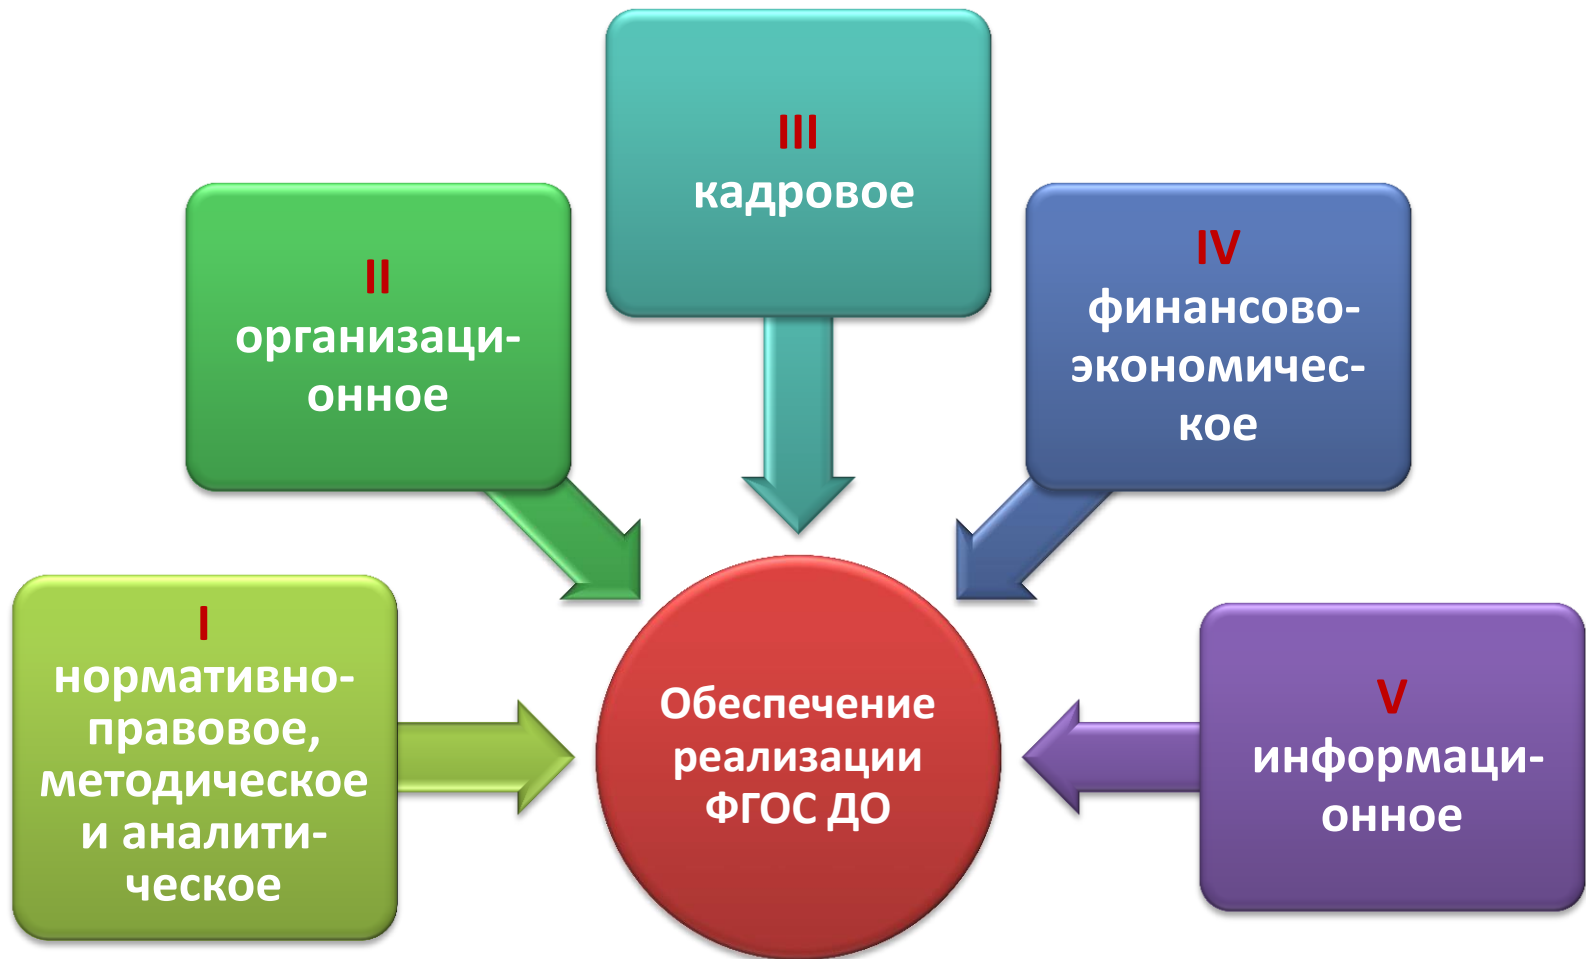 I
нормативно-
правовое,
методическое
и аналити-
ческое
II
организаци-
онное
III
кадровое
IV
финансово-
экономичес-
кое
V
информаци-
онное
Обеспечение
реализации
ФГОС ДО